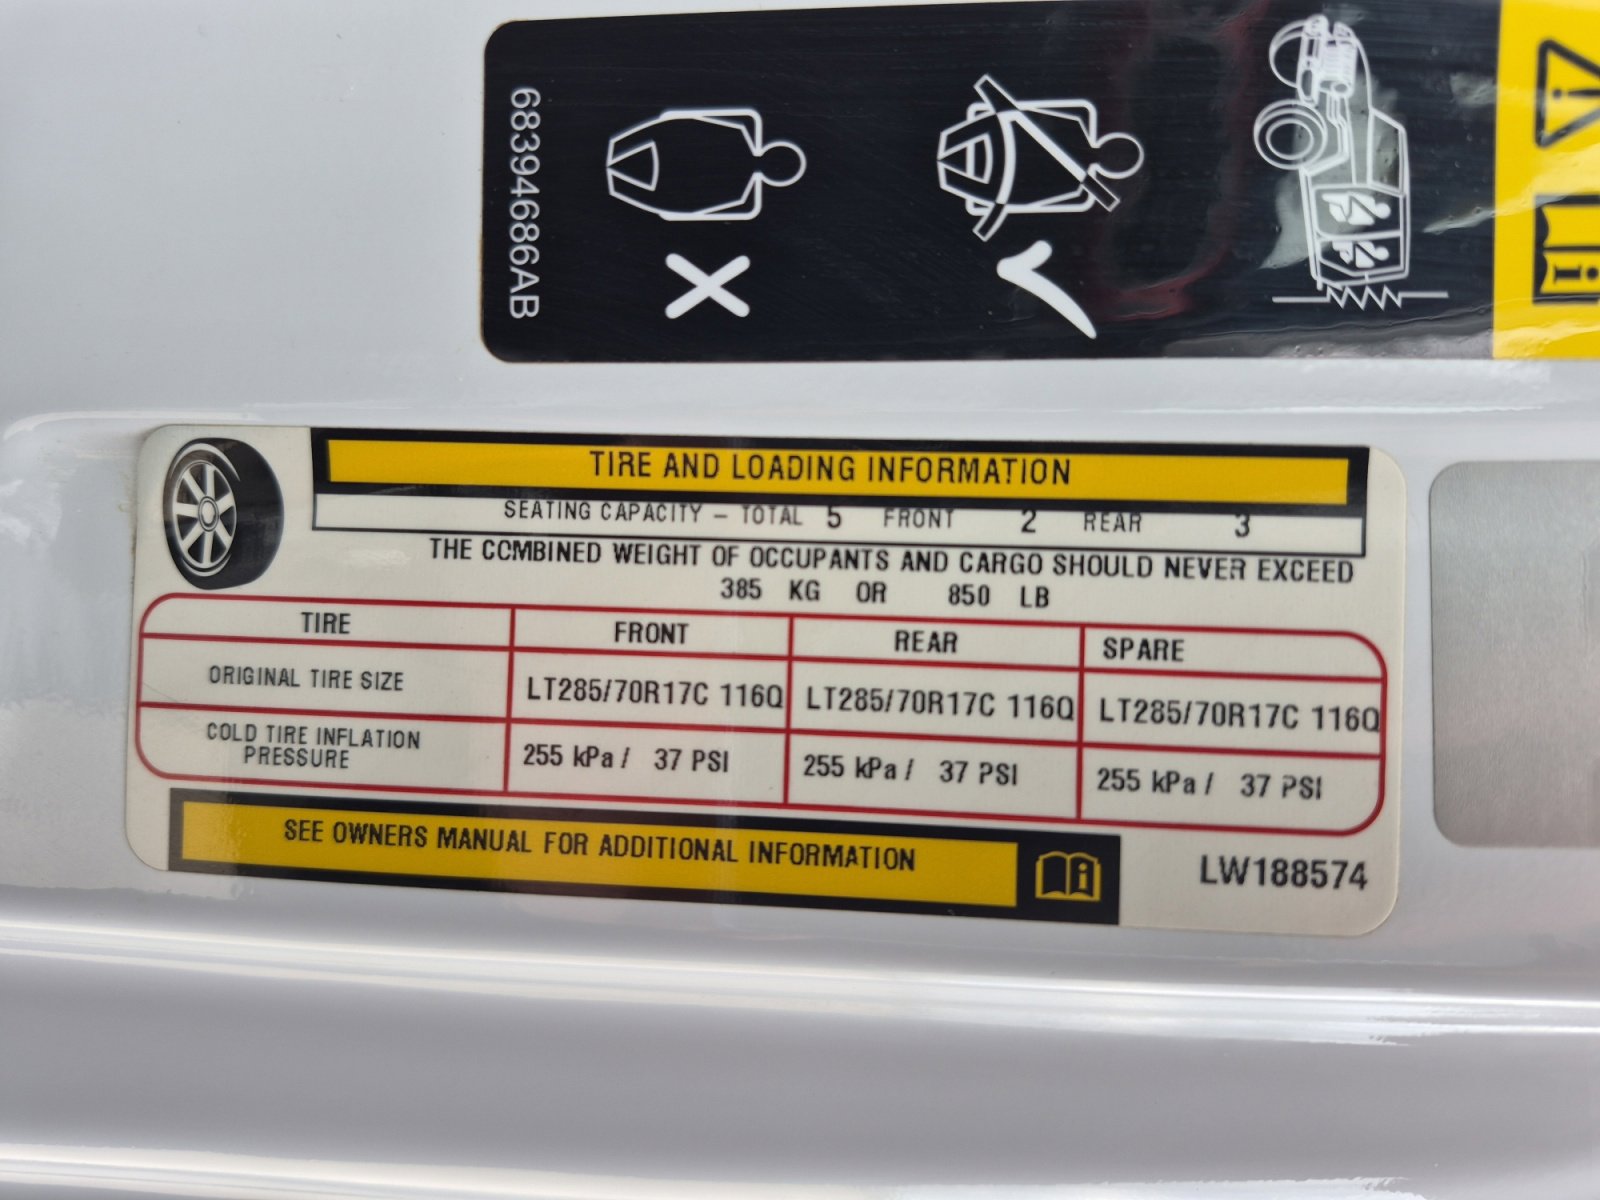 68394686AB
TIRE AND LOADING INFORMATION
SEATING CAPACITY – TOTAL 5 FRONT 2 REAR 3
THE COMBINED WEIGHT OF OCCUPANTS AND CARGO SHOULD NEVER EXCEED
385 KG OR 850 LB
TIRE FRONT REAR SPARE
ORIGINAL TIRE SIZE LT285/70R17C 116Q LT285/70R17C 116Q LT285/70R17C 116Q
COLD TIRE INFLATION
PRESSURE 255 kPa / 37 PSI 255 kPa / 37 PSI 255 kPa / 37 PSI
SEE OWNERS MANUAL FOR ADDITIONAL INFORMATION
LW188574